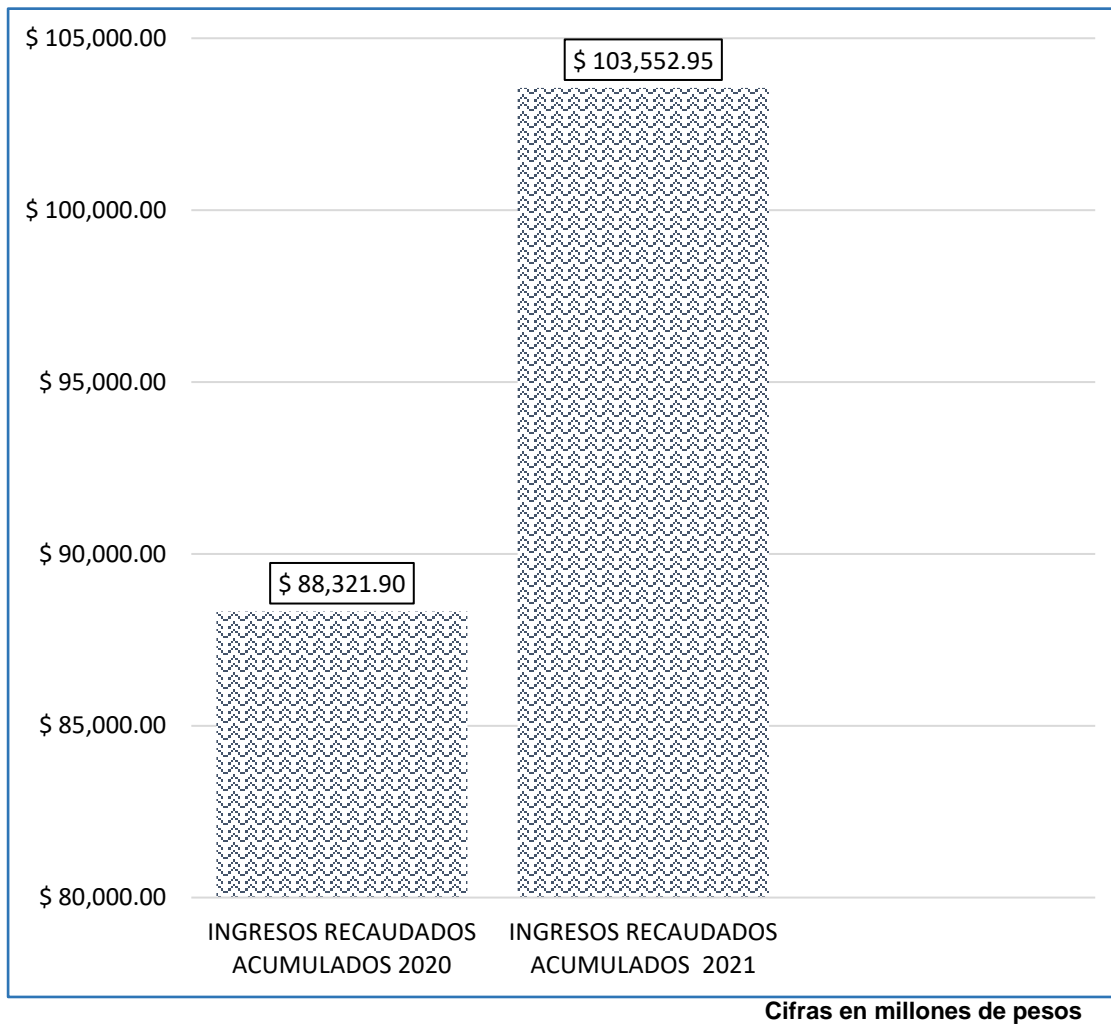 $ 105,000.00
$ 103,552.95
$ 100,000.00
$ 95,000.00
$ 90,000.00
$ 88,321.90
$ 85,000.00
$ 80,000.00
INGRESOS RECAUDADOS
ACUMULADOS 2020
INGRESOS RECAUDADOS
ACUMULADOS 2021
Cifras en millones de pesos